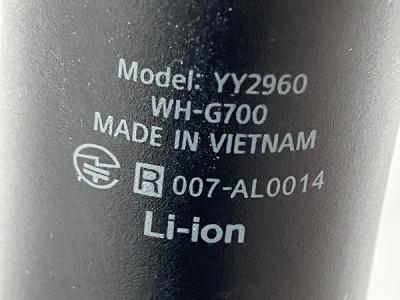 Model: YY2960
WH-G700
MADE IN VIETNAM
R 007-AL0014
Li-ion